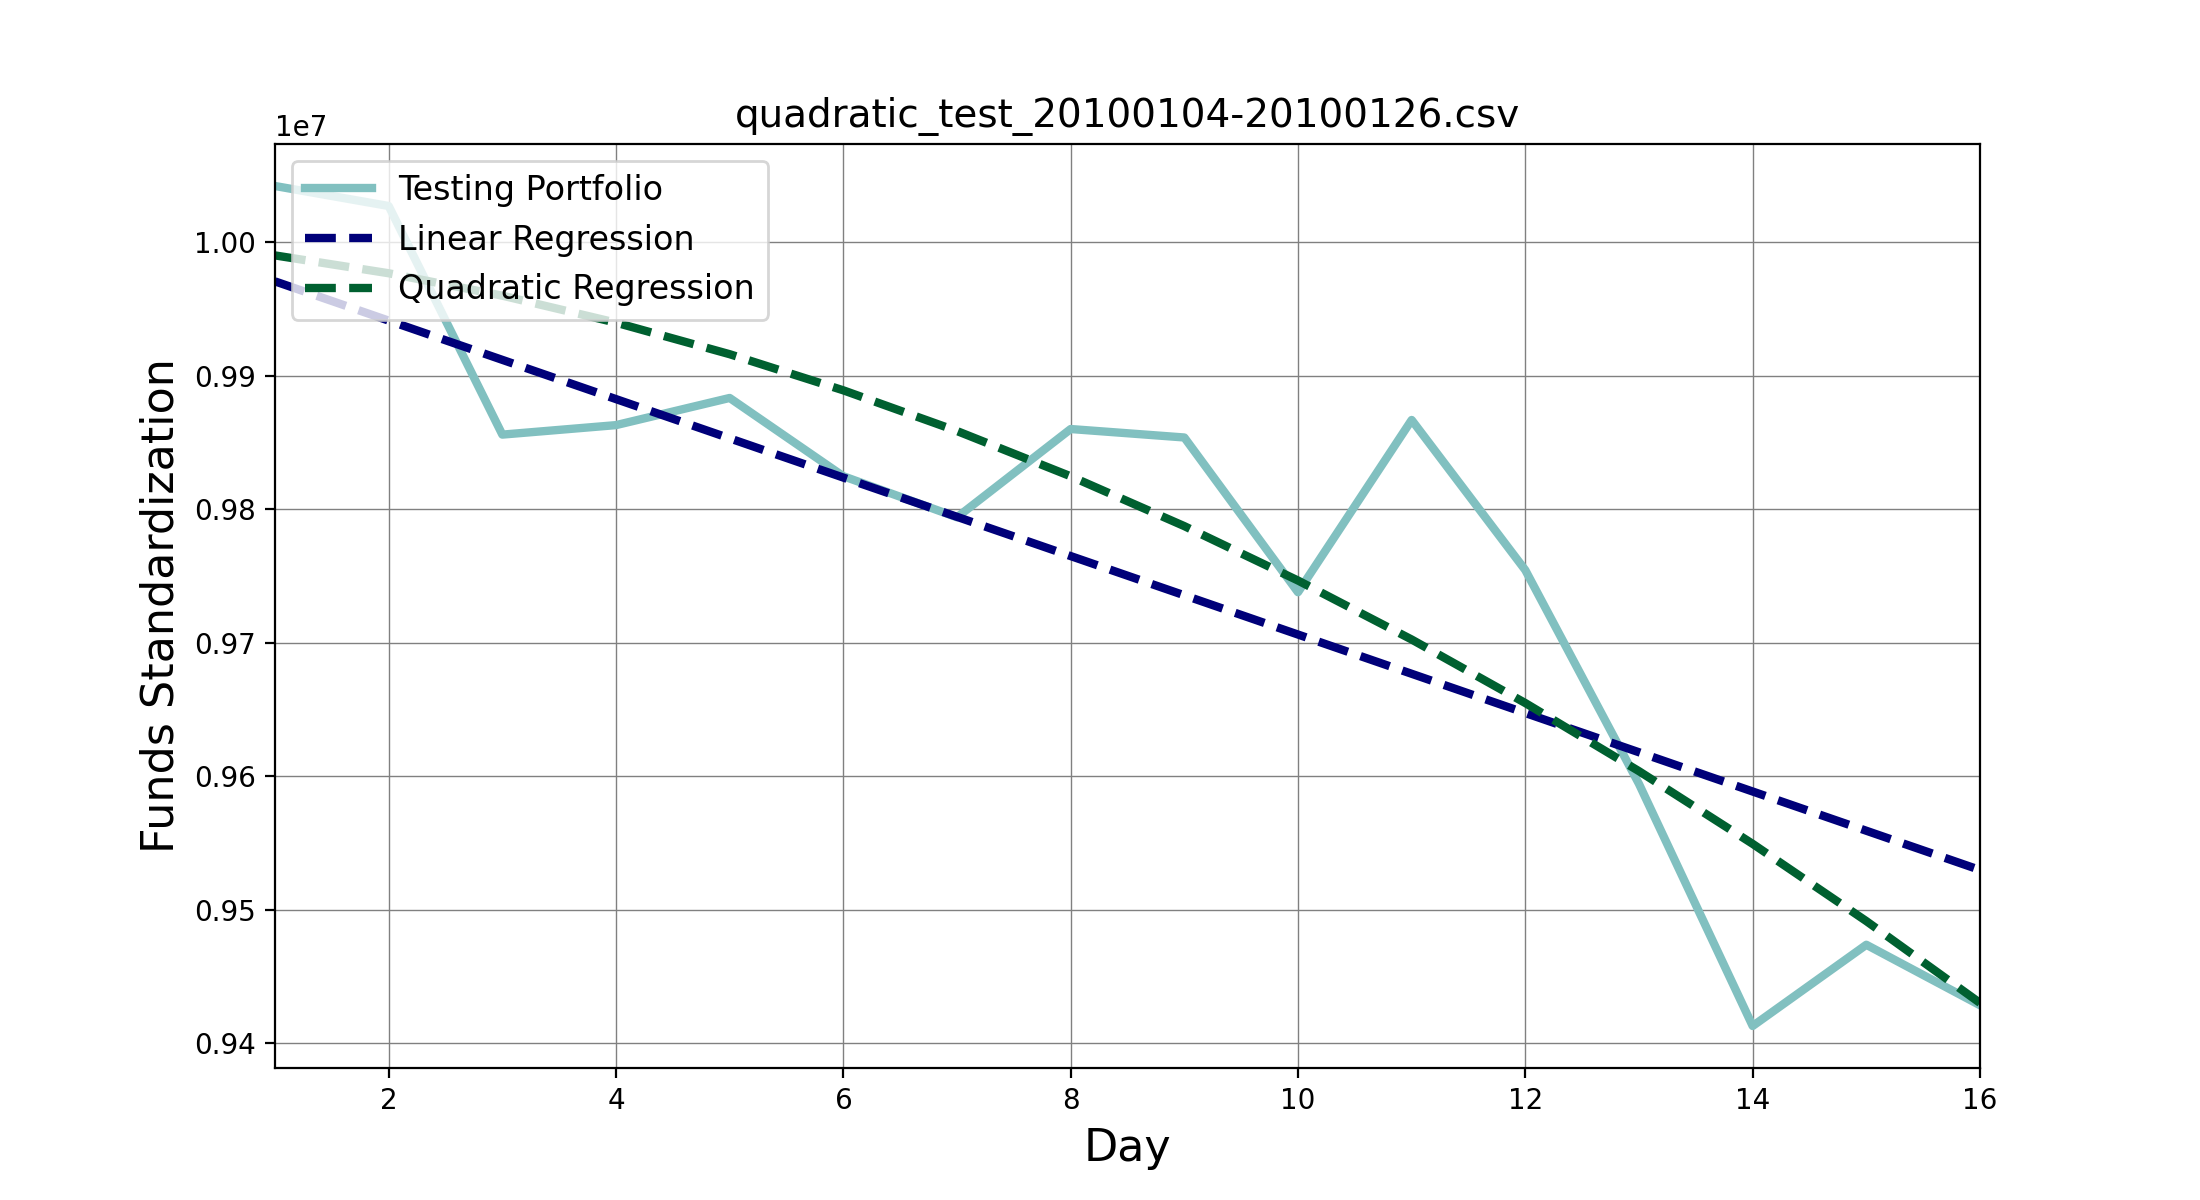 quadratic_test_20100104-20100126.csv
1e7
Testing Portfolio
Linear Regression
Quadratic Regression
1.00
0.99
0.98
0.97
0.96
0.95
0.94
Funds Standardization
2 4 6 8 10 12 14 16
Day